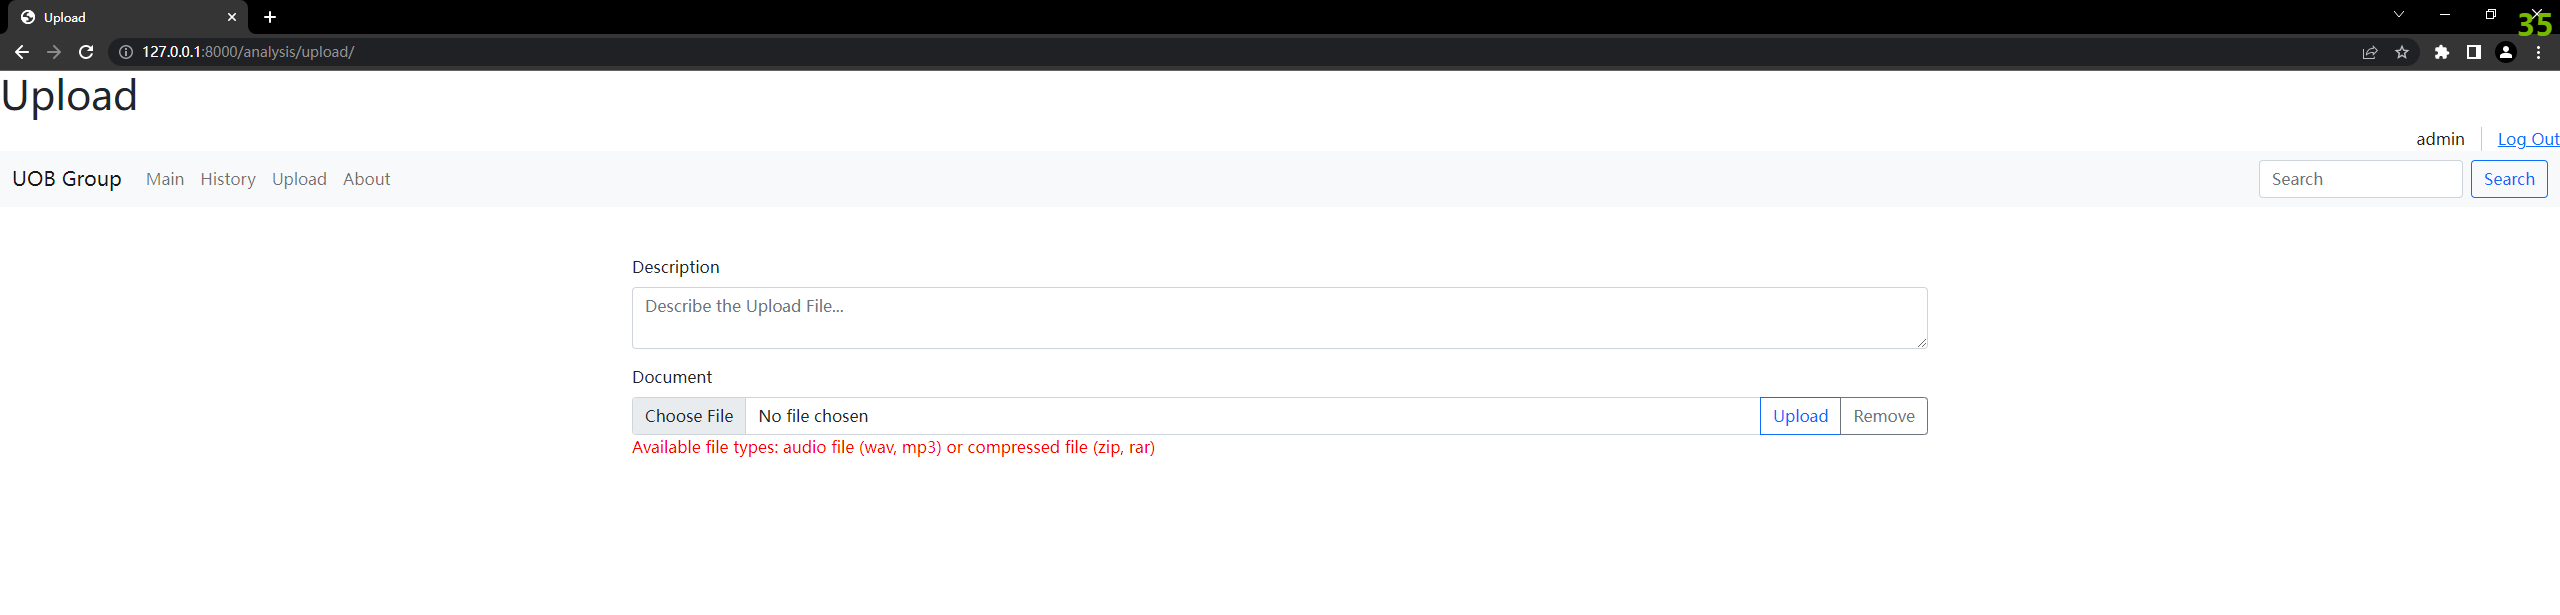 Upload
35
127.0.0.1:8000/analysis/upload/
Upload
admin Log Out
UOB Group Main History Upload About Search Search
Description
Describe the Upload File...
Document
Choose File No file chosen Upload Remove
Available file types: audio file (wav, mp3) or compressed file (zip, rar)